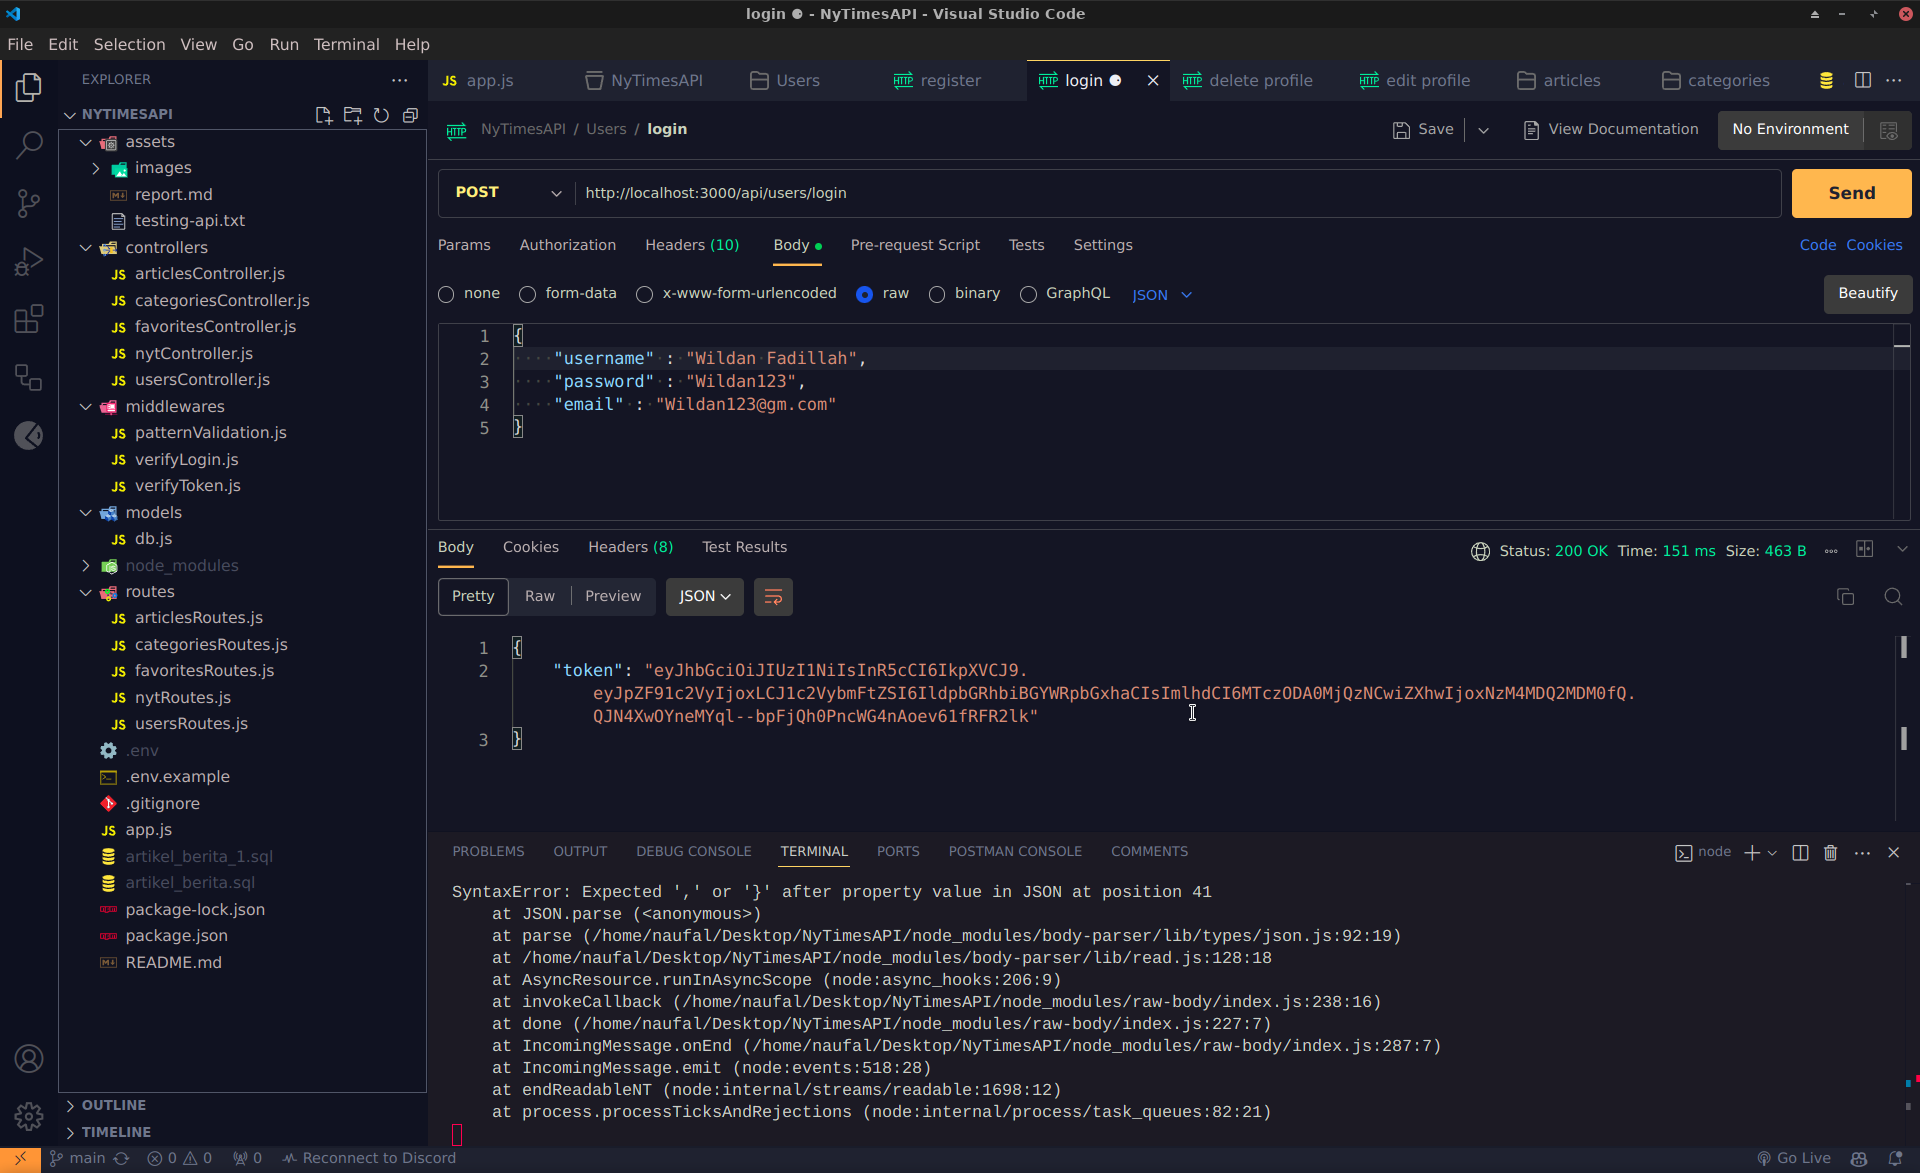 login ● - NyTimesAPI - Visual Studio Code
File Edit Selection View Go Run Terminal Help
EXPLORER
NYTIMESAPI
assets
images
report.md
testing-api.txt
controllers
articlesController.js
categoriesController.js
favoritesController.js
nytController.js
usersController.js
middlewares
patternValidation.js
verifyLogin.js
verifyToken.js
models
db.js
node_modules
routes
articlesRoutes.js
categoriesRoutes.js
favoritesRoutes.js
nytRoutes.js
usersRoutes.js
.env
.env.example
.gitignore
app.js
artikel_berita_1.sql
artikel_berita.sql
package-lock.json
package.json
README.md
OUTLINE
TIMELINE
app.js NyTimesAPI Users register login delete profile edit profile articles categories
NyTimesAPI / Users / login Save View Documentation No Environment
POST http://localhost:3000/api/users/login Send
Params Authorization Headers (10) Body Pre-request Script Tests Settings Code Cookies
none form-data x-www-form-urlencoded raw binary GraphQL JSON Beautify
1 {
2 "username" : "Wildan Fadillah",
3 "password" : "Wildan123",
4 "email" : "Wildan123@gm.com"
5 }
Body Cookies Headers (8) Test Results Status: 200 OK Time: 151 ms Size: 463 B
Pretty Raw Preview JSON
1 {
2 "token": "eyJhbGciOiJIUzI1NiIsInR5cCI6IkpXVCJ9.
eyJpZF91c2VyIjoxLCJ1c2VybmFtZSI6IldpbGRhbiBGYWRpbGxhaCIsImlhdCI6MTczODA0MjQzNCwiZXhwIjoxNzM4MDQ2MDM0fQ.
QJN4XwOYneMYql--bpFjQh0PncWG4nAoev61fRFR2lk"
3 }
PROBLEMS OUTPUT DEBUG CONSOLE TERMINAL PORTS POSTMAN CONSOLE COMMENTS node
SyntaxError: Expected ',' or '}' after property value in JSON at position 41
at JSON.parse (<anonymous>)
at parse (/home/naufal/Desktop/NyTimesAPI/node_modules/body-parser/lib/types/json.js:92:19)
at /home/naufal/Desktop/NyTimesAPI/node_modules/body-parser/lib/read.js:128:18
at AsyncResource.runInAsyncScope (node:async_hooks:206:9)
at invokeCallback (/home/naufal/Desktop/NyTimesAPI/node_modules/raw-body/index.js:238:16)
at done (/home/naufal/Desktop/NyTimesAPI/node_modules/raw-body/index.js:227:7)
at IncomingMessage.onEnd (/home/naufal/Desktop/NyTimesAPI/node_modules/raw-body/index.js:287:7)
at IncomingMessage.emit (node:events:518:28)
at endReadableNT (node:internal/streams/readable:1698:12)
at process.processTicksAndRejections (node:internal/process/task_queues:82:21)
main 0 0 0 Reconnect to Discord Go Live